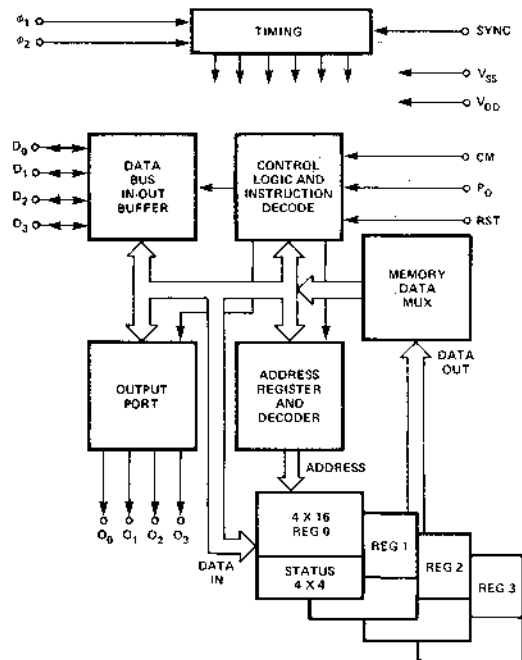 ϕ1
ϕ2
TIMING
SYNC
VSS
VDD
D0
D1
D2
D3
DATA
BUS
IN-OUT
BUFFER
CONTROL
LOGIC AND
INSTRUCTION
DECODE
CM
P0
RST
MEMORY
DATA
MUX
OUTPUT
PORT
ADDRESS
REGISTER
AND
DECODER
DATA
OUT
ADDRESS
O0
O1
O2
O3
DATA
IN
4 X 16
REG 0
STATUS
4 X 4
REG 1
REG 2
REG 3